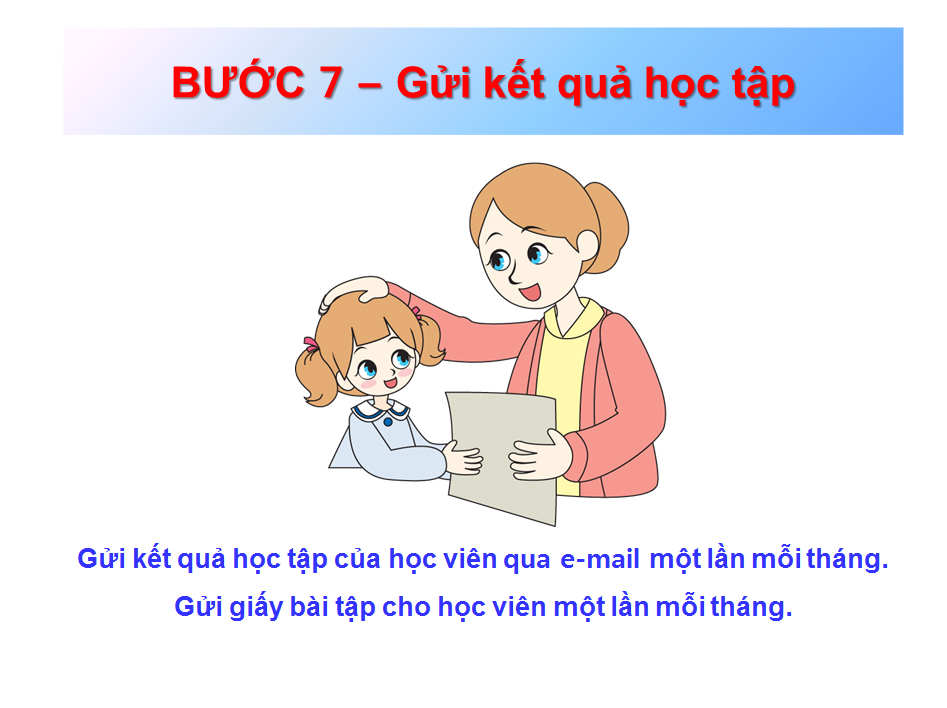 BƯỚC 7 – Gửi kết quả học tập
Gửi kết quả học tập của học viên qua e-mail một lần mỗi tháng.
Gửi giấy bài tập cho học viên một lần mỗi tháng.